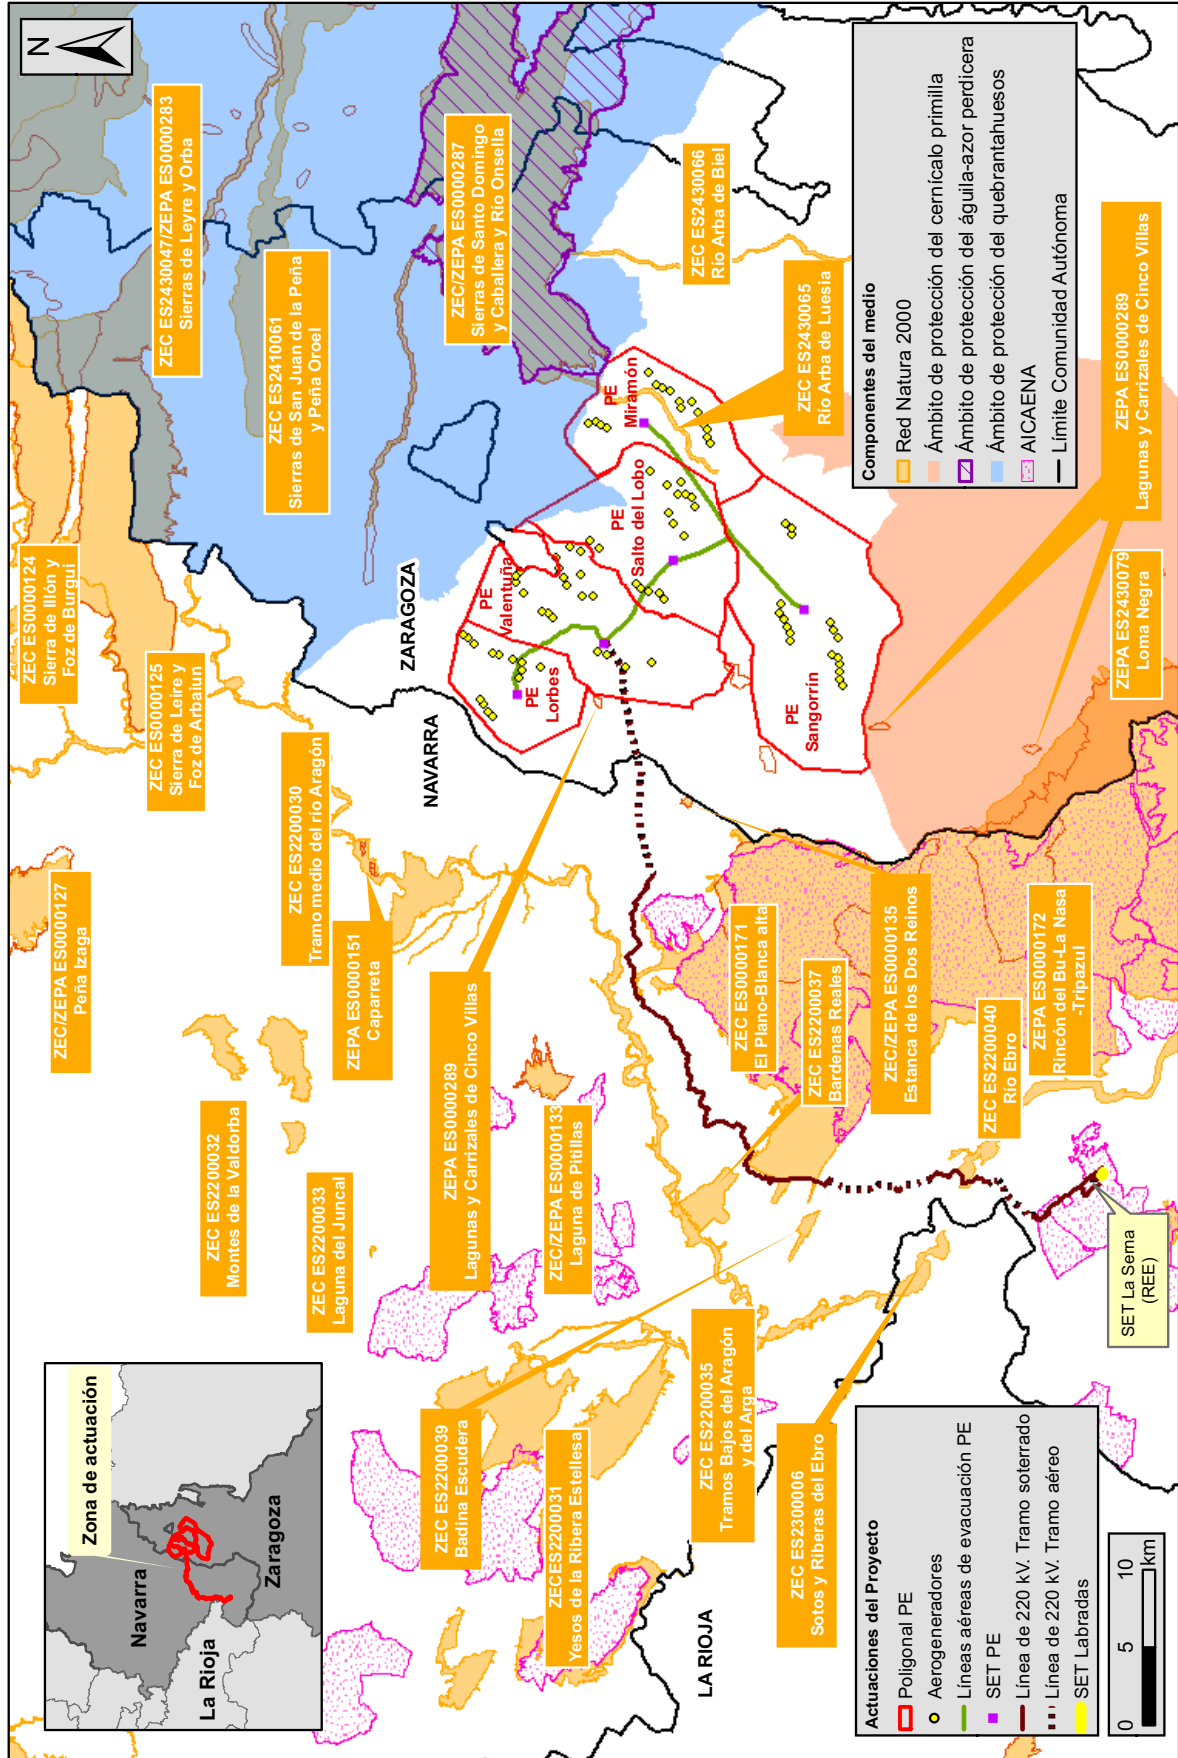 N
Zona de actuación
Navarra
La Rioja
Zaragoza
ZEC/ZEPA ES0000127
Peña Izaga
ZEC ES0000124
Sierra de Illón y
Foz de Burgui
ZEC ES0000125
Sierra de Leire y
Foz de Arbaiun
ZEC ES2430047/ZEPA ES0000283
Sierras de Leyre y Orba
ZEC ES2200032
Montes de la Valdorba
ZEC ES2200033
Laguna del Juncal
ZEC ES2200030
Tramo medio del río Aragón
ZEPA ES0000151
Caparreta
ZEC ES2410061
Sierras de San Juan de la Peña
y Peña Oroel
NAVARRA
ZARAGOZA
ZEC ES2200039
Badina Escudera
ZEPA ES0000289
Lagunas y Carrizales de Cinco Villas
ZEC/ZEPA ES0000287
Sierras de Santo Domingo
y Caballera y Río Onsella
PE
Valentuña
PE
Lorbes
ZECES2200031
Yesos de la Ribera Estellesa
ZEC/ZEPA ES0000133
Laguna de Pitillas
PE
Salto del Lobo
PE
Miramón
ZEC ES2430066
Río Arba de Biel
LA RIOJA
ZEC ES2200035
Tramos Bajos del Aragón
y del Arga
ZEC ES0000171
El Plano-Blanca alta
ZEC ES2200037
Bardenas Reales
PE
Sangorrín
ZEC ES2430065
Río Arba de Luesia
ZEC ES2300006
Sotos y Riberas del Ebro
ZEC/ZEPA ES0000135
Estanca de los Dos Reinos
ZEC ES2200040
Río Ebro
ZEPA ES0000172
Rincón del Bu-La Nasa
-Tripazul
ZEPA ES2430079
Loma Negra
ZEPA ES0000289
Lagunas y Carrizales de Cinco Villas
SET La Serna
(REE)
Actuaciones del Proyecto
Poligonal PE
Aerogeneradores
Líneas aéreas de evacuación PE
SET PE
Línea de 220 kV. Tramo soterrado
Línea de 220 kV. Tramo aéreo
SET Labradas
0 5 10
km
Componentes del medio
Red Natura 2000
Ámbito de protección del cernícalo primilla
Ámbito de protección del águila-azor perdicera
Ámbito de protección del quebrantahuesos
AICAENA
Límite Comunidad Autónoma